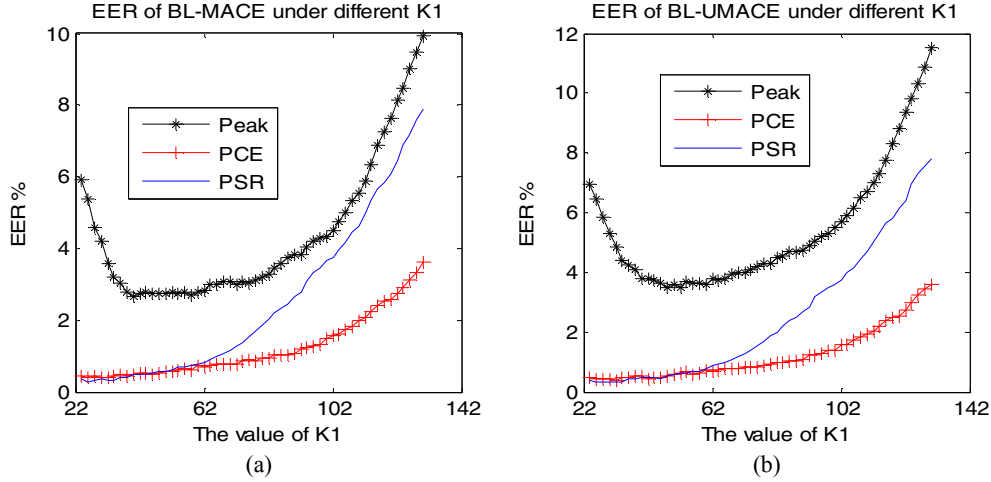 EER of BL-MACE under different K1
10
8
6
4
2
0
EER %
Peak
PCE
PSR
22
62
102
142
The value of K1
(a)
EER of BL-UMACE under different K1
12
10
8
6
4
2
0
EER %
Peak
PCE
PSR
22
62
102
142
The value of K1
(b)